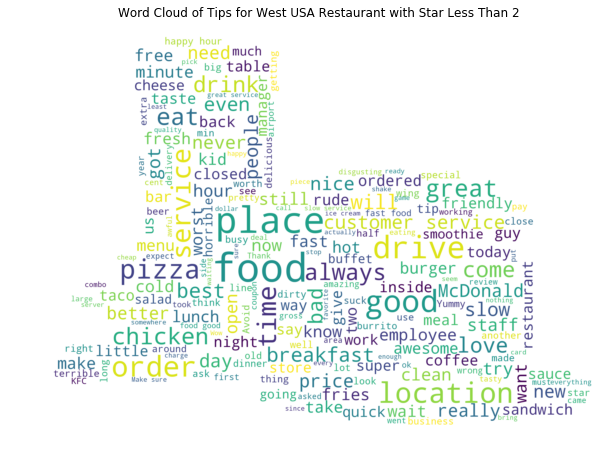 Word Cloud of Tips for West USA Restaurant with Star Less Than 2
happy hour
pick
free need much
minute big table
cheese drink getting
great service
least
taste even manager airport
extra
eat back
quality
fresh never min delicious
got people
year delivery kid
closed worth
cent hour see
bar pretty
us beer
service worst horrible
awful
menu expect
cheap side
pizza cold
taco salad
combo took
best think
large better lunch
server somewhere food good
chicken open
right around night
little
make order day
long
terrible charge
KFC Make sure ask first
disgusting ready
piece shake game
nice ordered wing special
still rude will tip working
great friendly pay
ice cream fast food
call slow service smoothie guy close
place customer service
actually half eating
busy now fast hot drive today put
deal stop
Thank buffet come seem
food always
line amazing burger review
coupon dirty inside McDonald nothing
way suck Yummy slow
Avoid gross favorite good
time bad give two burrito use meal staff restaurant
say know employee another
well area work awesome love made
old breakfast enough card
dinner every coffee wrong try
store lot super ok clean tasty sauce
thing price look location want must everything
going asked fries really new star
since take quick wait sandwich came
went business bring